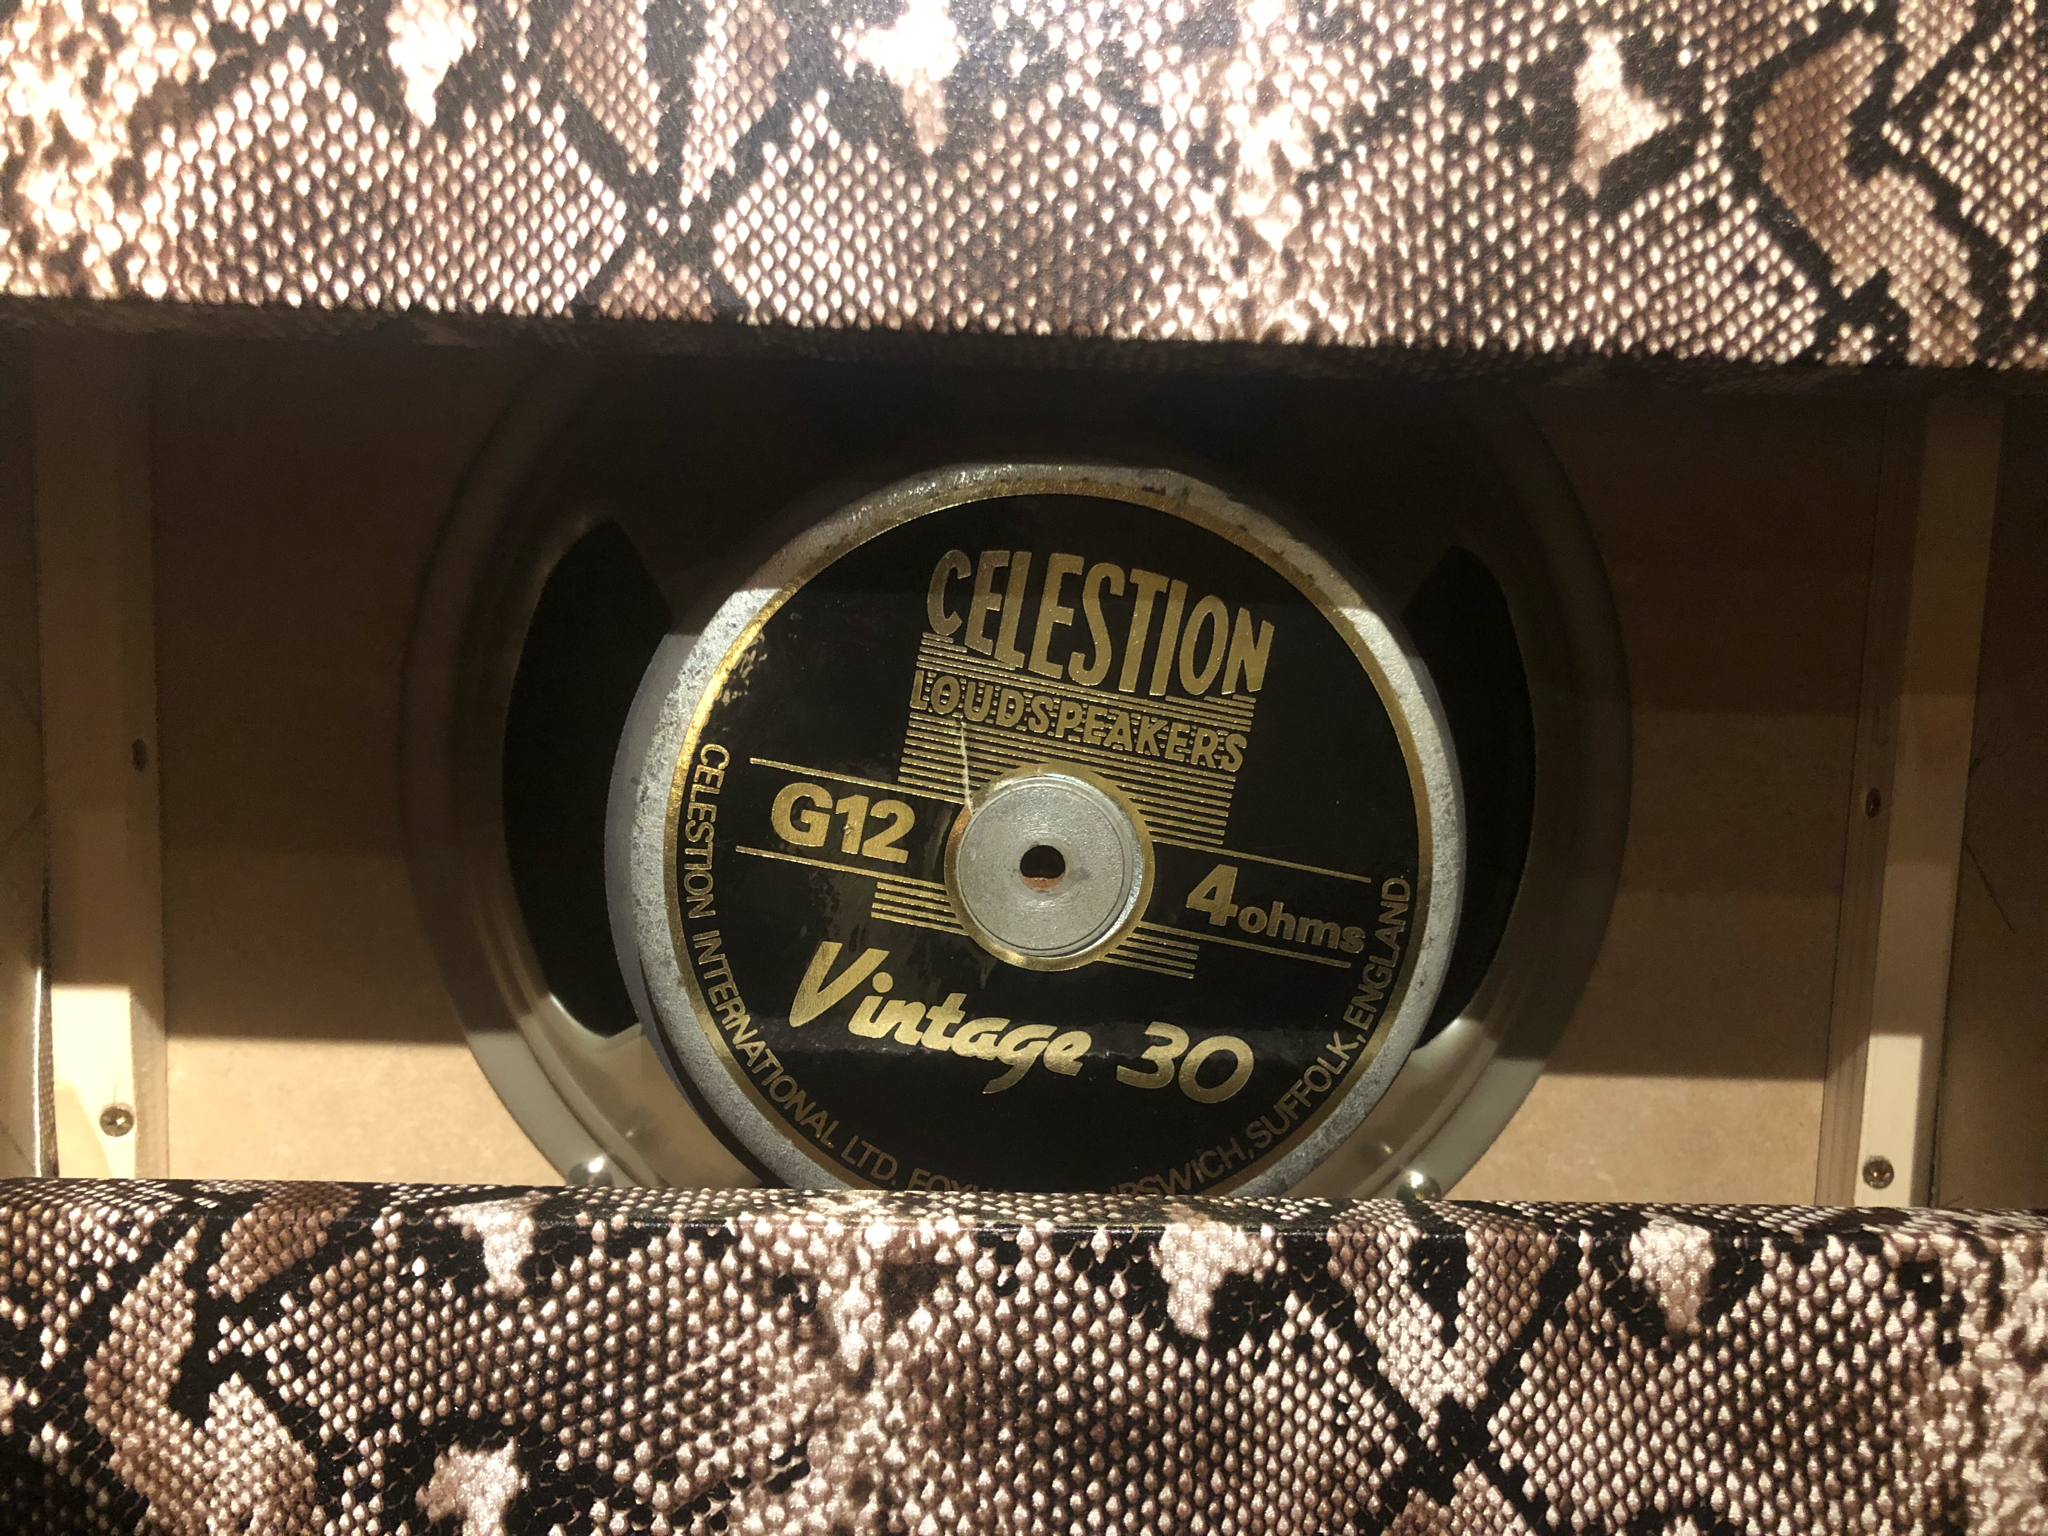 CELESTION
LOUDSPEAKERS
G12
4ohms
Vintage 30
CELESTION INTERNATIONAL LTD. IPSWICH, SUFFOLK, ENGLAND.